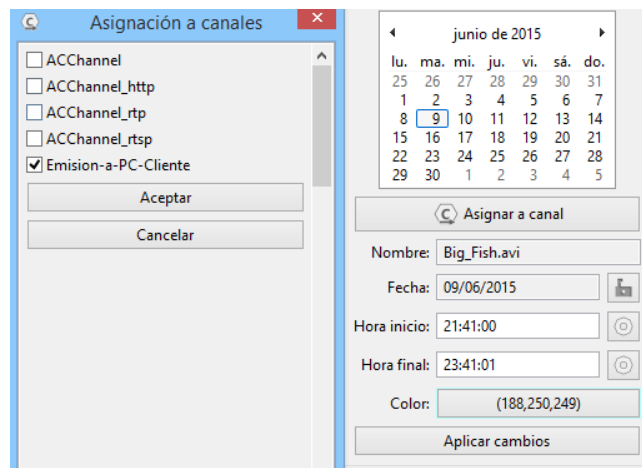 Asignación a canales
ACChannel
ACChannel_http
ACChannel_rtp
ACChannel_rtsp
Emision-a-PC-Cliente
Aceptar
Cancelar
junio de 2015
lu. ma. mi. ju. vi. sá. do.
25 26 27 28 29 30 31
1 2 3 4 5 6 7
8 9 10 11 12 13 14
15 16 17 18 19 20 21
22 23 24 25 26 27 28
29 30 1 2 3 4 5
Asignar a canal
Nombre: Big_Fish.avi
Fecha: 09/06/2015
Hora inicio: 21:41:00
Hora final: 23:41:01
Color: (188,250,249)
Aplicar cambios